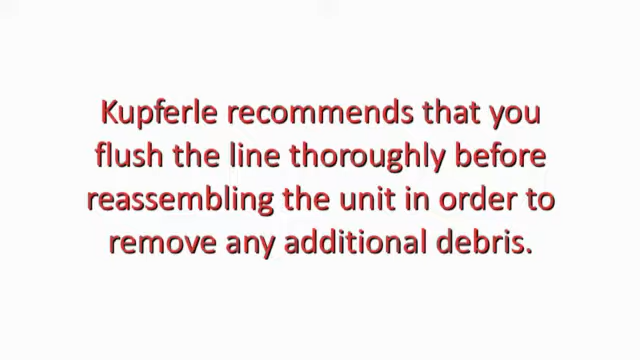 Kupferle recommends that you
flush the line thoroughly before
reassembling the unit in order to
remove any additional debris.